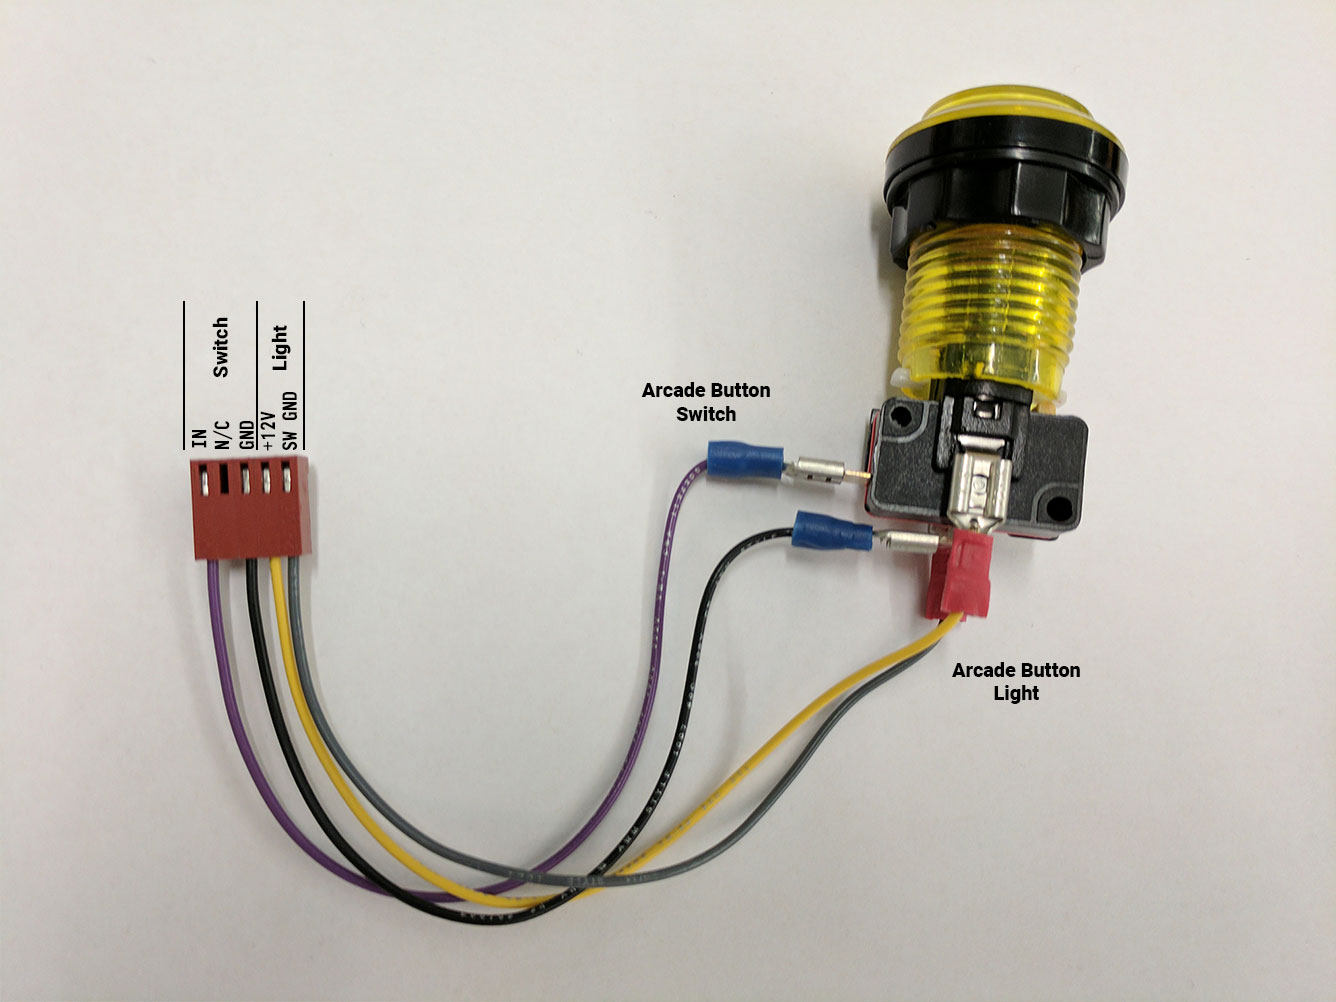 Switch
Light
IN
N/C
GND
+12V
SW GND
Arcade Button
Switch
Arcade Button
Light